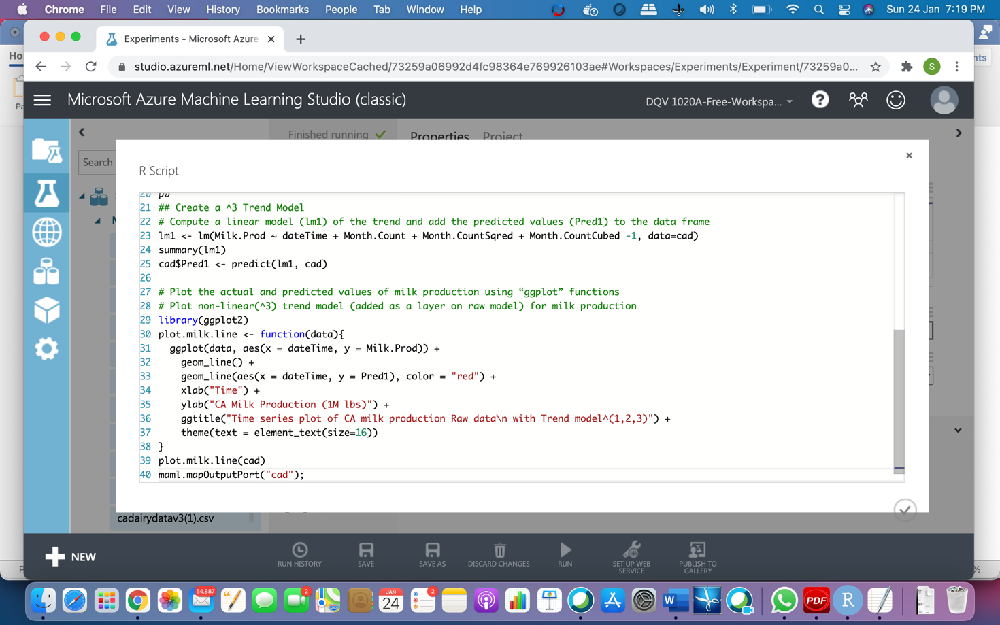 Chrome File Edit View History Bookmarks People Tab Window Help Sun 24 Jan 7:19 PM
Experiments - Microsoft Azure
Ho
studio.azureml.net/Home/ViewWorkspaceCached/73259a06992d4fc98364e769926103ae#Workspaces/Experiments/Experiment/73259a0...
S
nts
Pa
Microsoft Azure Machine Learning Studio (classic)
DQV 1020A-Free-Workspa...
?
Finished running
Properties Project
Search
R Script
20 p0
21 ## Create a ^3 Trend Model
22 # Compute a linear model (lm1) of the trend and add the predicted values (Pred1) to the data frame
23 lm1 <- lm(Milk.Prod ~ dateTime + Month.Count + Month.CountSqred + Month.CountCubed -1, data=cad)
24 summary(lm1)
25 cad$Pred1 <- predict(lm1, cad)
26
27 # Plot the actual and predicted values of milk production using “ggplot” functions
28 # Plot non-linear(^3) trend model (added as a layer on raw model) for milk production
29 library(ggplot2)
30 plot.milk.line <- function(data){
31 ggplot(data, aes(x = dateTime, y = Milk.Prod)) +
32 geom_line() +
33 geom_line(aes(x = dateTime, y = Pred1), color = "red") +
34 xlab("Time") +
35 ylab("CA Milk Production (1M lbs)") +
36 ggtitle("Time series plot of CA milk production Raw data\n with Trend model^(1,2,3)") +
37 theme(text = element_text(size=16))
38 }
39 plot.milk.line(cad)
40 maml.mapOutputPort("cad");
cadairydatav3(1).csv
NEW
RUN HISTORY
SAVE
SAVE AS
DISCARD CHANGES
RUN
SET UP WEB SERVICE
PUBLISH TO GALLERY
%
54,887
2
JAN
24
2
W
PDF
R